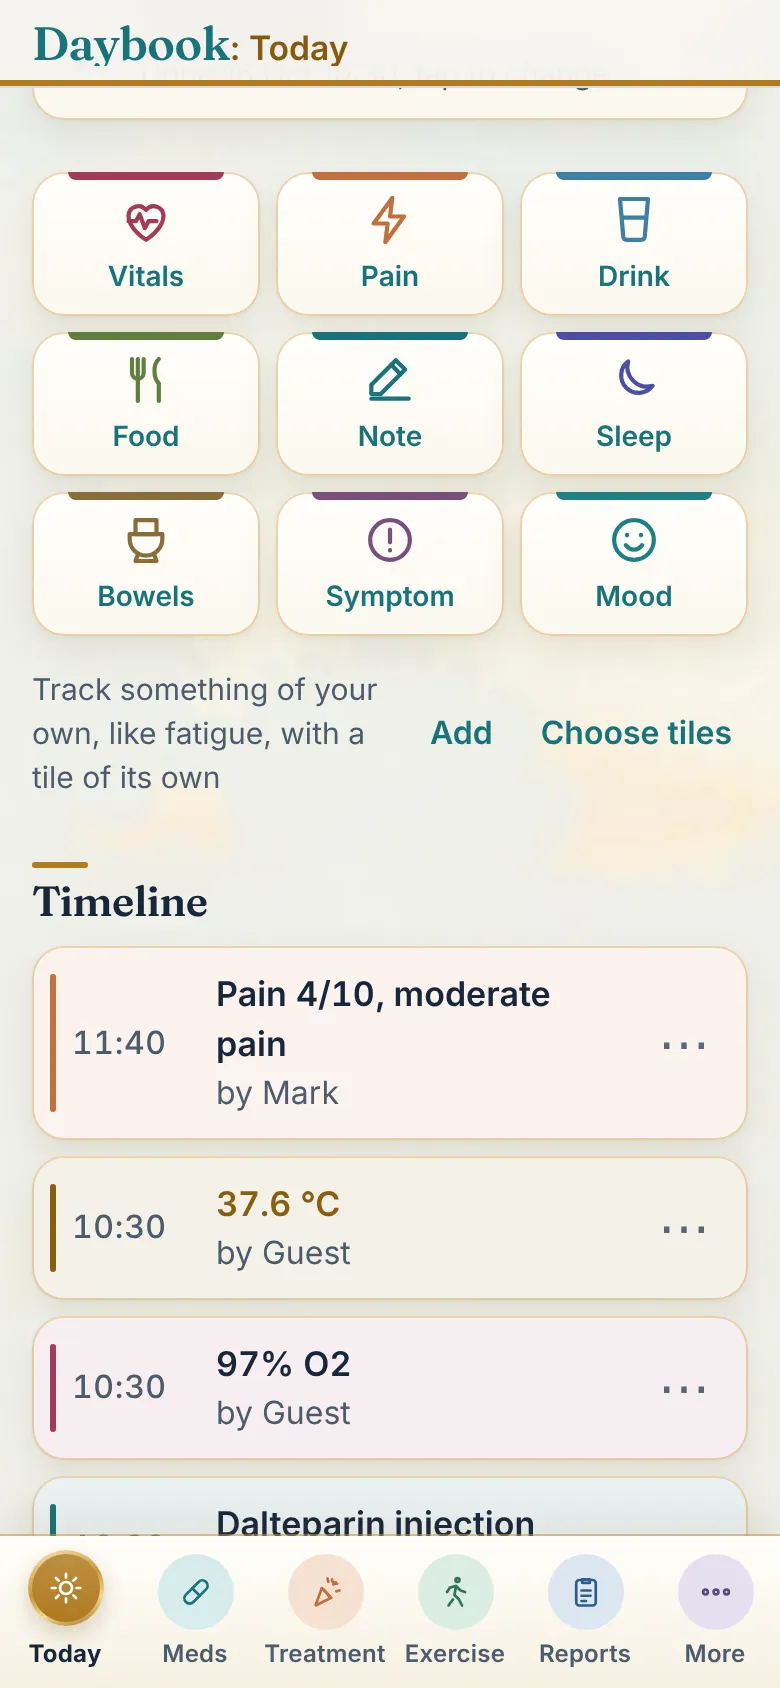 Daybook: Today
Vitals
Pain
Drink
Food
Note
Sleep
Bowels
Symptom
Mood
Track something of your
own, like fatigue, with a
tile of its own
Add
Choose tiles
Timeline
11:40
Pain 4/10, moderate
pain
by Mark
...
10:30
37.6 °C
by Guest
...
10:30
97% O2
by Guest
...
Dalteparin injection
Today
Meds
Treatment
Exercise
Reports
More